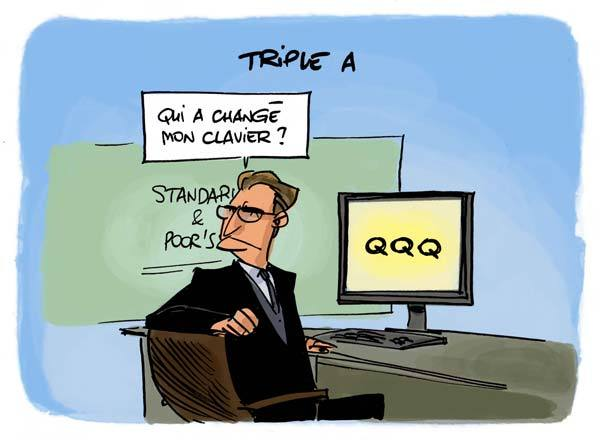 TRIPLE A
QUI A CHANGÉ
MON CLAVIER ?
STANDAR
&
POOR'S
QQQ